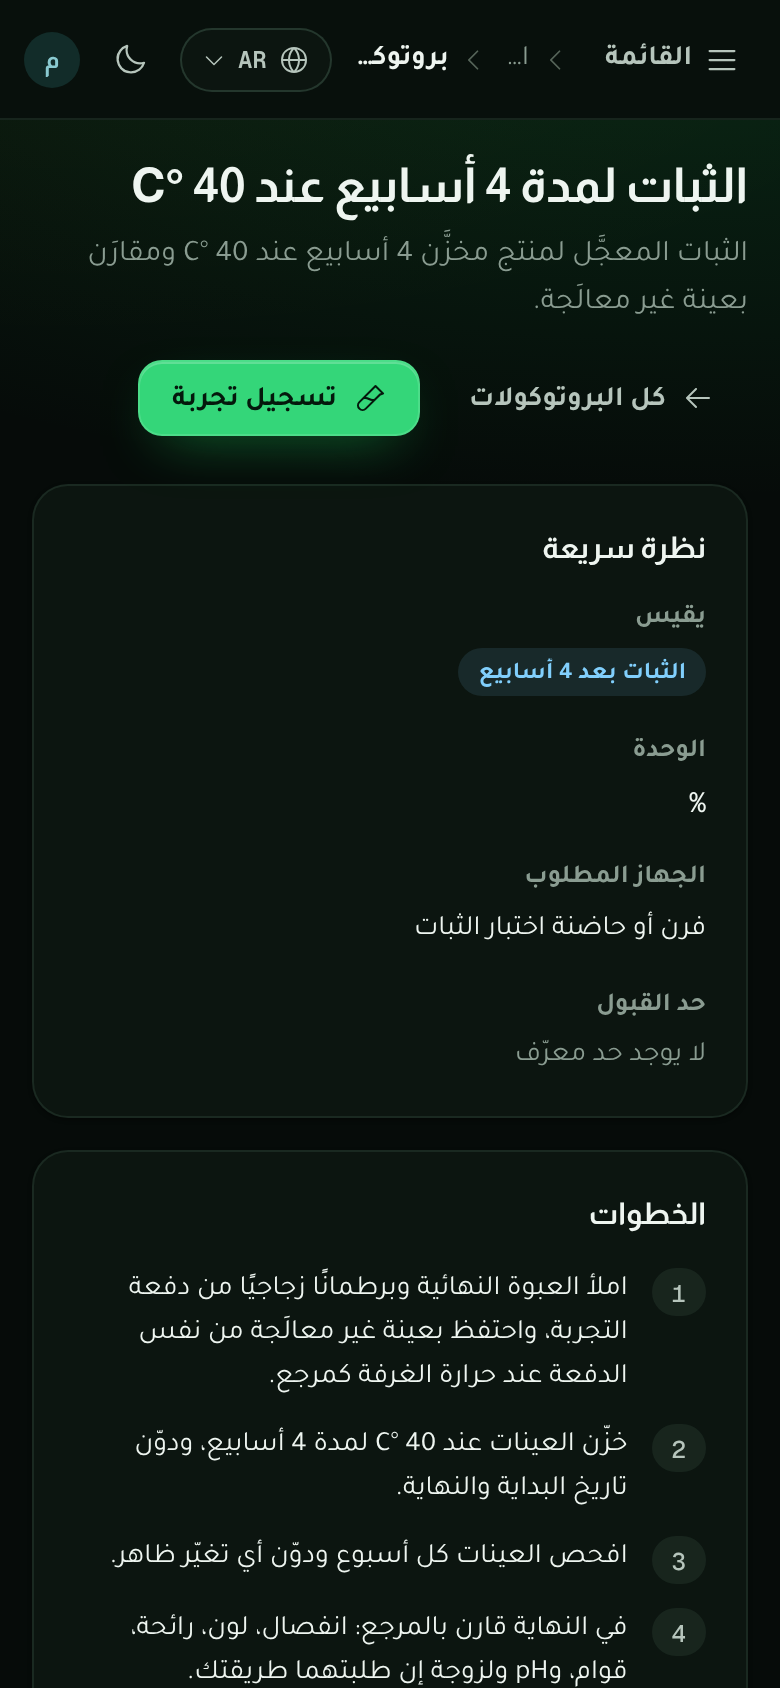 القائمة
ا...
بروتوك...
AR
م
الثبات لمدة 4 أسابيع عند 40 °C
الثبات المعجَّل لمنتج مخزَّن 4 أسابيع عند 40 °C ومقارَن
بعينة غير معالَجة.
كل البروتوكولات
تسجيل تجربة
نظرة سريعة
يقيس
الثبات بعد 4 أسابيع
الوحدة
%
الجهاز المطلوب
فرن أو حاضنة اختبار الثبات
حد القبول
لا يوجد حد معرّف
الخطوات
1
املأ العبوة النهائية وبرطمانًا زجاجيًا من دفعة
التجربة، واحتفظ بعينة غير معالَجة من نفس
الدفعة عند حرارة الغرفة كمرجع.
2
خزّن العينات عند 40 °C لمدة 4 أسابيع، ودوّن
تاريخ البداية والنهاية.
3
افحص العينات كل أسبوع ودوّن أي تغيّر ظاهر.
4
في النهاية قارن بالمرجع: انفصال، لون، رائحة،
قوام، وpH ولزوجة إن طلبتهما طريقتك.